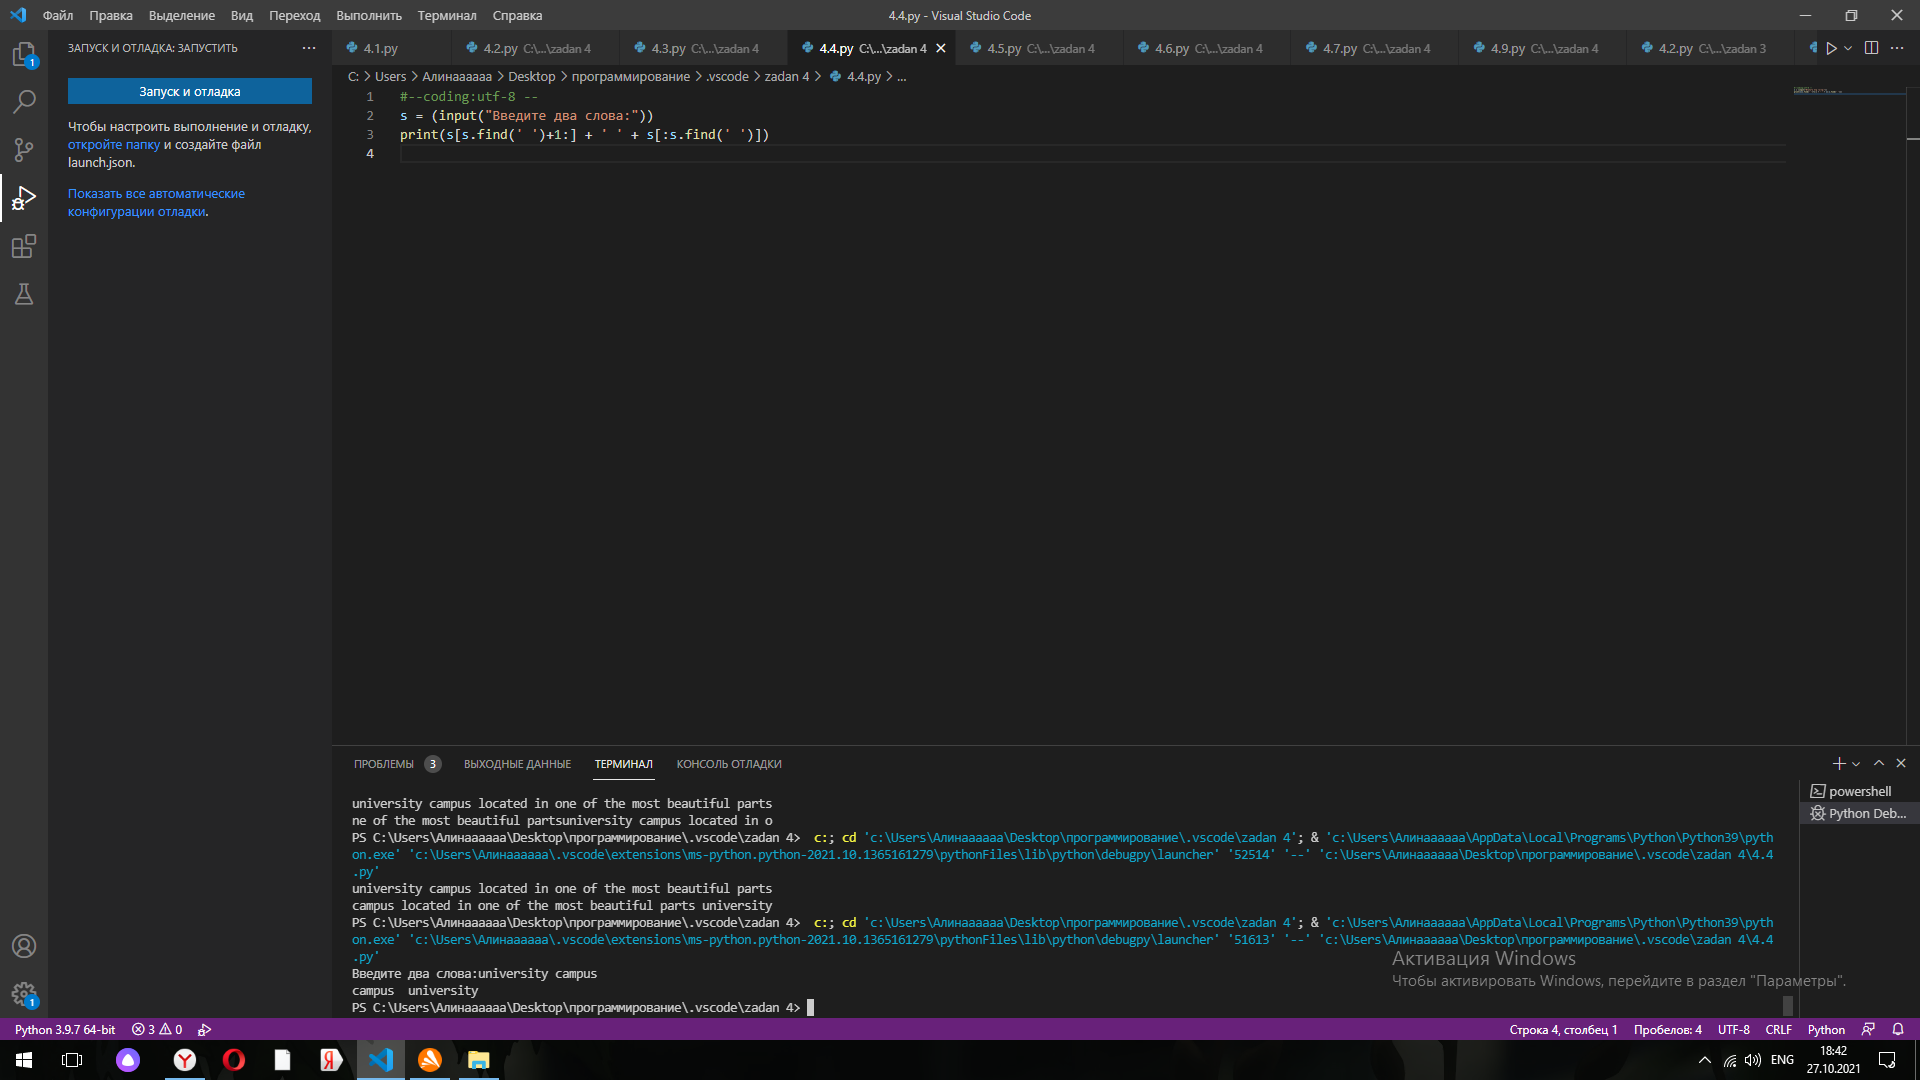 Файл Правка Выделение Вид Переход Выполнить Терминал Справка
4.4.py - Visual Studio Code
ЗАПУСК И ОТЛАДКА: ЗАПУСТИТЬ
4.1.py 4.2.py C:\...\zadan 4 4.3.py C:\...\zadan 4 4.4.py C:\...\zadan 4 4.5.py C:\...\zadan 4 4.6.py C:\...\zadan 4 4.7.py C:\...\zadan 4 4.9.py C:\...\zadan 4 4.2.py C:\...\zadan 3
C: > Users > Алинаааааа > Desktop > программирование > .vscode > zadan 4 > 4.4.py > ...
1
Запуск и отладка
Чтобы настроить выполнение и отладку,
откройте папку и создайте файл
launch.json.
Показать все автоматические
конфигурации отладки.
1 #--coding:utf-8 --
2 s = (input("Введите два слова:"))
3 print(s[s.find(' ')+1:] + ' ' + s[:s.find(' ')])
4
ПРОБЛЕМЫ 3 ВЫХОДНЫЕ ДАННЫЕ ТЕРМИНАЛ КОНСОЛЬ ОТЛАДКИ
powershell
Python Deb...
university campus located in one of the most beautiful parts
ne of the most beautiful partsuniversity campus located in o
PS C:\Users\Алинаааааа\Desktop\программирование\.vscode\zadan 4>  c:; cd 'c:\Users\Алинаааааа\Desktop\программирование\.vscode\zadan 4'; & 'c:\Users\Алинаааааа\AppData\Local\Programs\Python\Python39\pyth
on.exe' 'c:\Users\Алинаааааа\.vscode\extensions\ms-python.python-2021.10.1365161279\pythonFiles\lib\python\debugpy\launcher' '52514' '--' 'c:\Users\Алинаааааа\Desktop\программирование\.vscode\zadan 4\4.4
.py'
university campus located in one of the most beautiful parts
campus located in one of the most beautiful parts university
PS C:\Users\Алинаааааа\Desktop\программирование\.vscode\zadan 4>  c:; cd 'c:\Users\Алинаааааа\Desktop\программирование\.vscode\zadan 4'; & 'c:\Users\Алинаааааа\AppData\Local\Programs\Python\Python39\pyth
on.exe' 'c:\Users\Алинаааааа\.vscode\extensions\ms-python.python-2021.10.1365161279\pythonFiles\lib\python\debugpy\launcher' '51613' '--' 'c:\Users\Алинаааааа\Desktop\программирование\.vscode\zadan 4\4.4
.py'
Введите два слова:university campus
campus  university
PS C:\Users\Алинаааааа\Desktop\программирование\.vscode\zadan 4>
Активация Windows
Чтобы активировать Windows, перейдите в раздел "Параметры".
1
Python 3.9.7 64-bit 3 0 Строка 4, столбец 1 Пробелов: 4 UTF-8 CRLF Python
ENG
18:42
27.10.2021